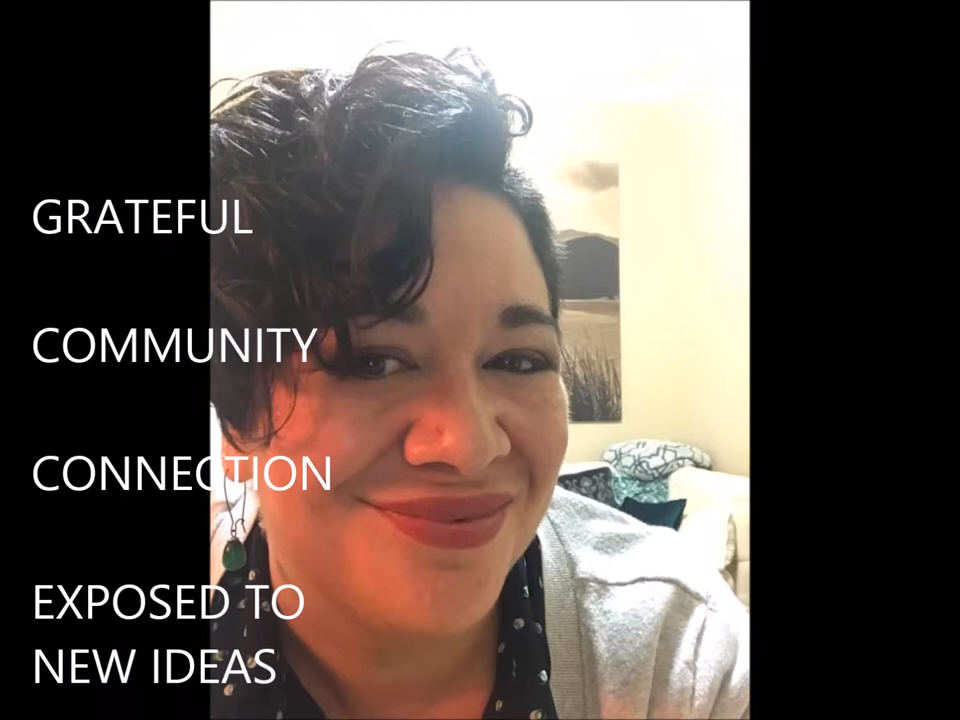 GRATEFUL
COMMUNITY
CONNECTION
EXPOSED TO
NEW IDEAS